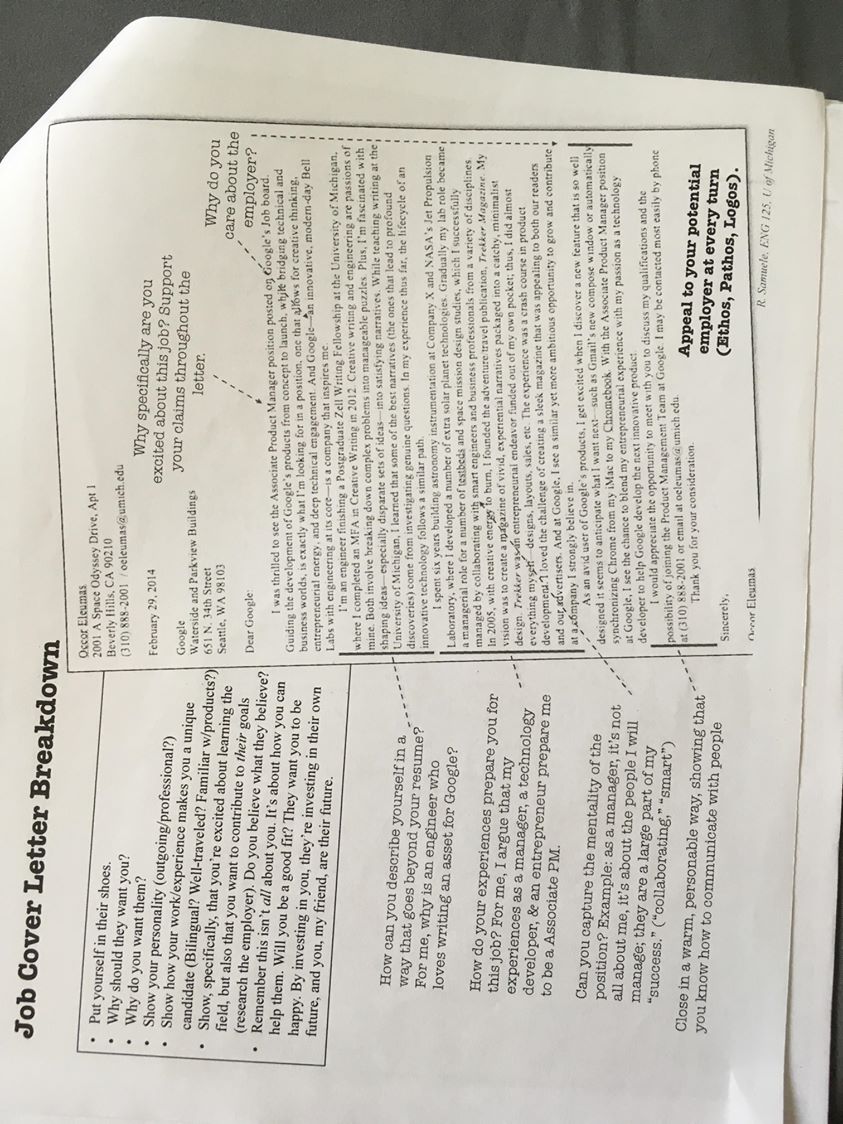 Job Cover Letter Breakdown
• Put yourself in their shoes.
• Why should they want you?
• Why do you want them?
• Show your personality (outgoing/professional?)
• Show how your work/experience makes you a unique
candidate (Bilingual? Well-traveled? Familiar w/products?)
• Show, specifically, that you're excited about learning the
field, but also that you want to contribute to their goals
(research the employer). Do you believe what they believe?
• Remember this isn't all about you. It's about how you can
help them. Will you be a good fit? They want you to be
happy. By investing in you, they're investing in their own
future, and you, my friend, are their future.
How can you describe yourself in a
way that goes beyond your resume?
For me, why is an engineer who
loves writing an asset for Google?
How do your experiences prepare you for
this job? For me, I argue that my
experiences as a manager, a technology
developer, & an entrepreneur prepare me
to be a Associate PM.
Can you capture the mentality of the
position? Example: as a manager, it's not
all about me, it's about the people I will
manage; they are a large part of my
"success." ("collaborating," "smart")
Close in a warm, personable way, showing that
you know how to communicate with people
Occor Eleumas
2001 A Space Odyssey Drive, Apt 1
Beverly Hills, CA 90210
(310) 888-2001 / oeleumas@umich.edu
February 29, 2014
Google
Waterside and Parkview Buildings
651 N. 34th Street
Seattle, WA 98103
Dear Google:
Why specifically are you
excited about this job? Support
your claims throughout the
letter.
Why do you
care about the
employer?
I was thrilled to see the Associate Product Manager position posted on Google's Job board.
Guiding the development of Google's products from concept to launch, while bridging technical and
business worlds, is exactly what I'm looking for in a position, one that allows for creative thinking,
entrepreneurial energy, and deep technical engagement. And Google—an innovative, modern-day Bell
Labs with engineering at its core—is a company that inspires me.
I'm an engineer finishing a Postgraduate Zell Writing Fellowship at the University of Michigan,
where I completed an MFA in Creative Writing in 2012. Creative writing and engineering are passions of
mine. Both involve breaking down complex problems into manageable puzzles. Plus, I'm fascinated with
shaping ideas—especially disparate sets of ideas—into satisfying narratives. While teaching writing at the
University of Michigan, I learned that some of the best narratives (the ones that lead to profound
discoveries) come from investigating genuine questions. In my experience thus far, the lifecycle of an
innovative technology follows a similar path.
I spent six years building astronomy instrumentation at Company X and NASA's Jet Propulsion
Laboratory, where I developed a number of extra solar planet technologies. Gradually my lab role became
a managerial role for a number of testbeds and space mission design studies, which I successfully
managed by collaborating with smart engineers and business professionals from a variety of disciplines.
In 2005, with creative energy to burn, I founded the adventure/travel publication, Trekker Magazine. My
vision was to create a magazine of vivid, experiential narratives packaged into a catchy, minimalist
design. Trekker was an entrepreneurial endeavor funded out of my own pocket; thus, I did almost
everything myself—designs, layouts, sales, etc. The experience was a crash course in product
development. I loved the challenge of creating a sleek magazine that was appealing to both our readers
and our advertisers. And at Google, I see a similar yet more ambitious opportunity to grow and contribute
at a company I strongly believe in.
As an avid user of Google's products, I get excited when I discover a new feature that is so well
designed it seems to anticipate what I want next—such as Gmail's new compose window or automatically
synchronizing Chrome from my iMac to my Chromebook. With the Associate Product Manager position
at Google, I see the chance to blend my entrepreneurial experience with my passion as a technology
developer to help Google develop the next innovative product.
I would appreciate the opportunity to meet with you to discuss my qualifications and the
possibility of joining the Product Management Team at Google. I may be contacted most easily by phone
at (310) 888-2001 or email at oeleumas@umich.edu.
Thank you for your consideration.
Sincerely,
Occor Eleumas
Appeal to your potential
employer at every turn
(Ethos, Pathos, Logos).
R. Samuele, ENG 125, U of Michigan